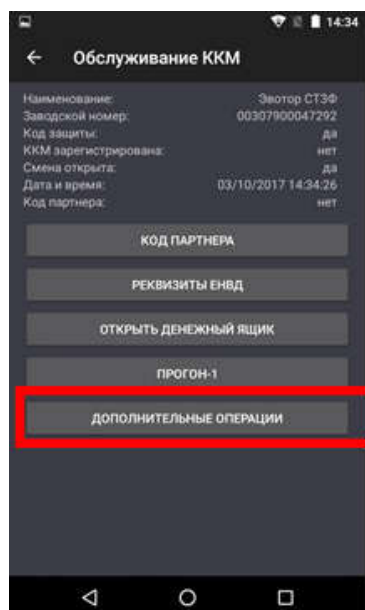 14:34
Обслуживание ККМ
Наименование: Эвотор СТ3Ф
Заводской номер: 00307900047292
Код защиты: да
ККМ зарегистрирована: нет
Смена открыта: да
Дата и время: 03/10/2017 14:34:26
Код партнера: нет
КОД ПАРТНЕРА
РЕКВИЗИТЫ ЕНВД
ОТКРЫТЬ ДЕНЕЖНЫЙ ЯЩИК
ПРОГОН-1
ДОПОЛНИТЕЛЬНЫЕ ОПЕРАЦИИ